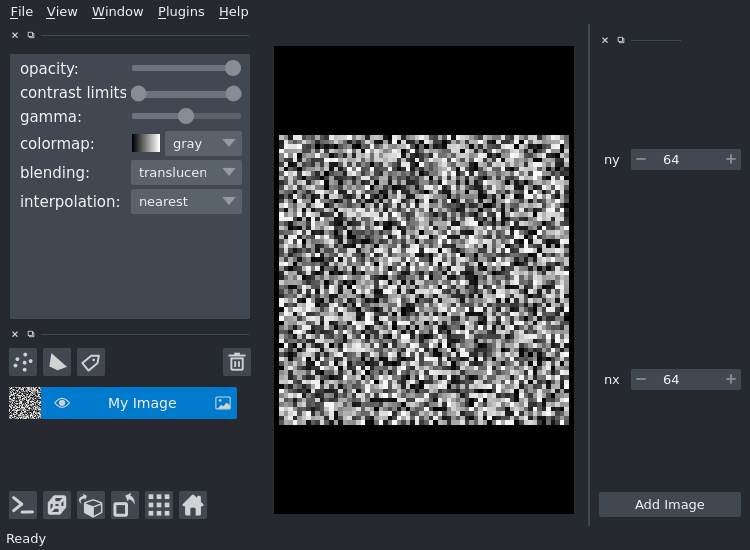 File View Window Plugins Help
opacity:
contrast limits
gamma:
colormap: gray
blending: translucen
interpolation: nearest
My Image
ny 64
nx 64
Add Image
Ready